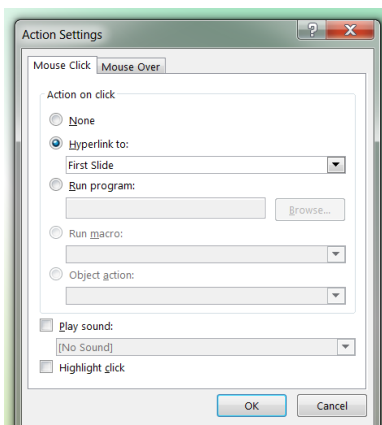 Action Settings
Mouse Click Mouse Over
Action on click
None
Hyperlink to:
First Slide
Run program:
Browse...
Run macro:
Object action:
Play sound:
[No Sound]
Highlight click
OK Cancel